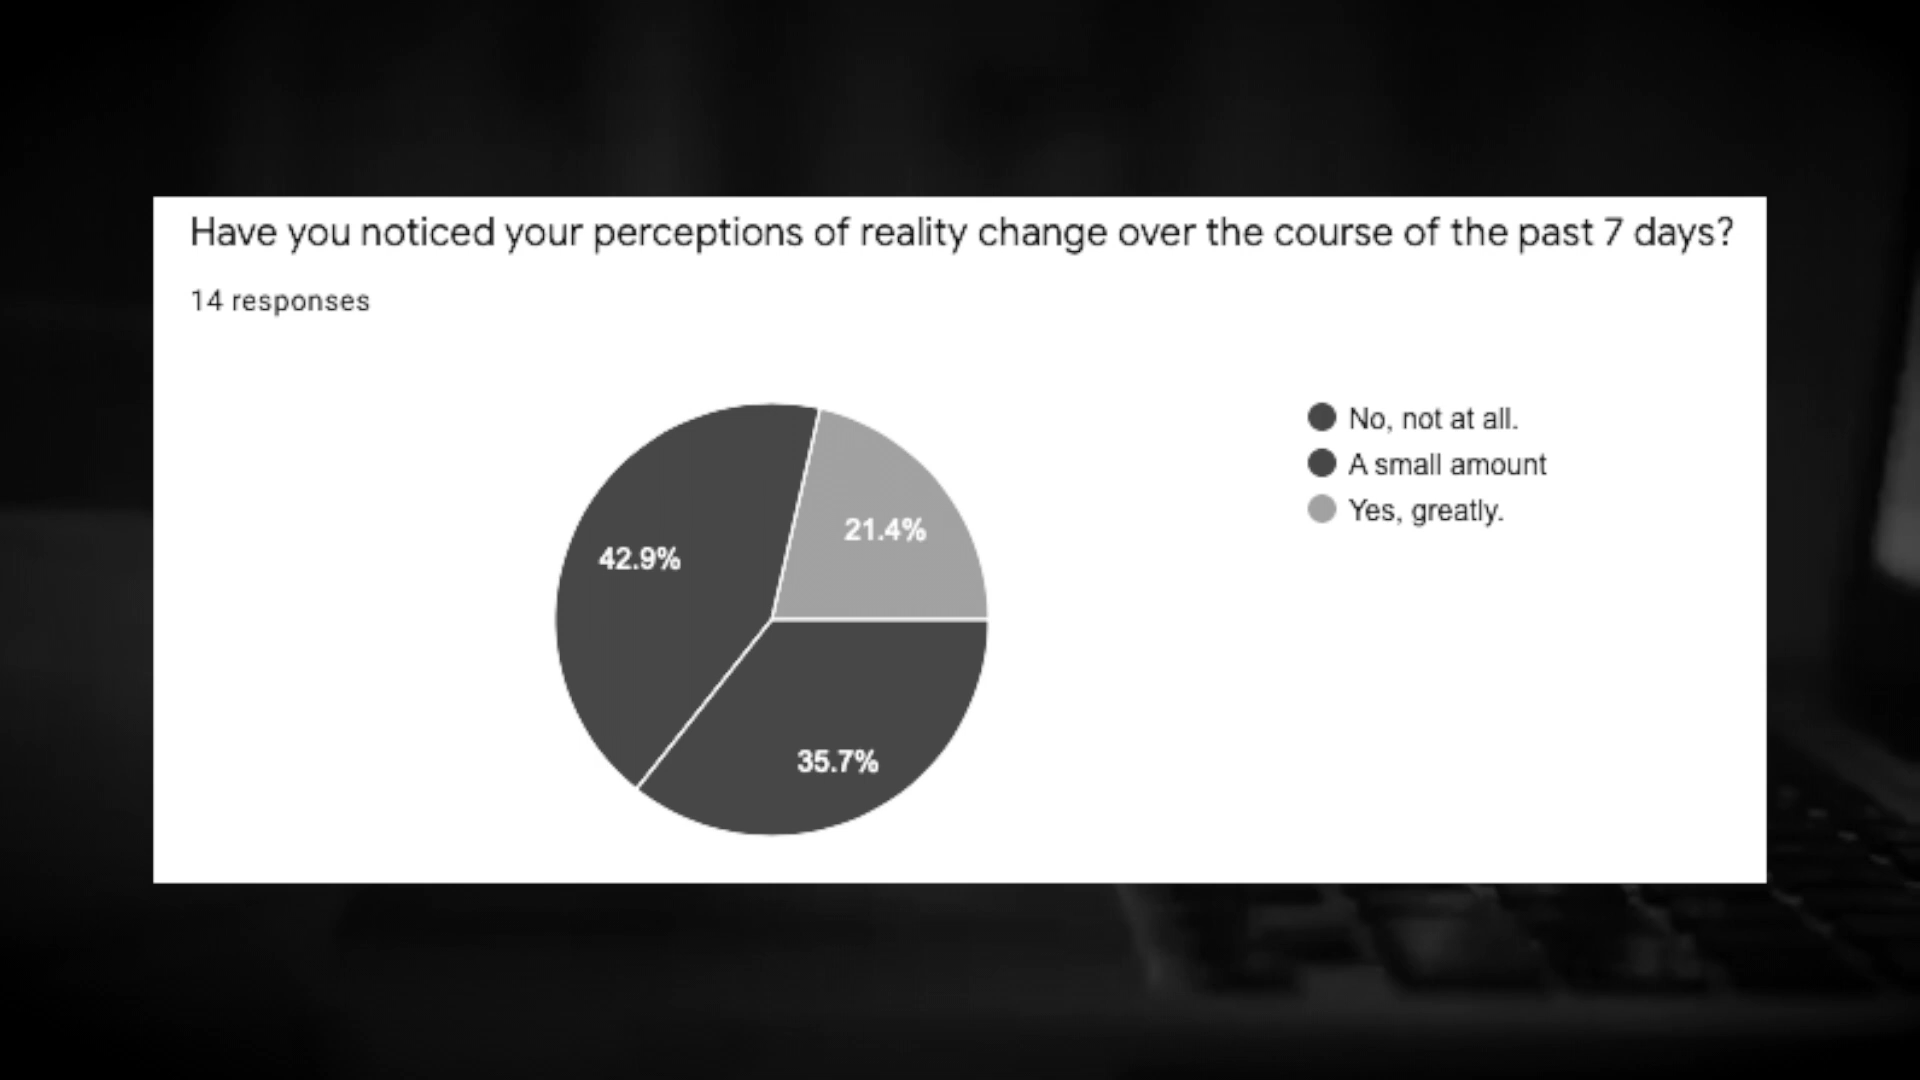 Have you noticed your perceptions of reality change over the course of the past 7 days?
14 responses
No, not at all.
A small amount
Yes, greatly.
21.4%
42.9%
35.7%